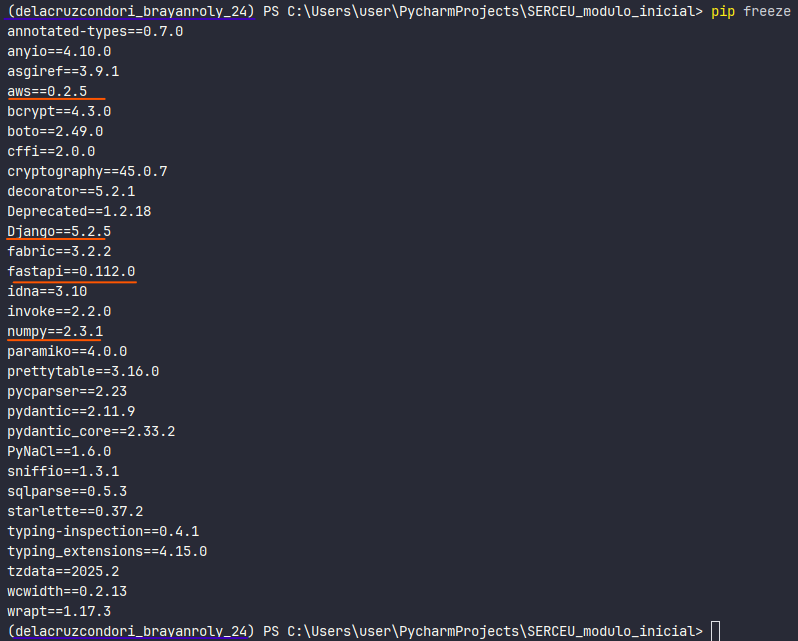 (delacruzcondori_brayanroly_24) PS C:\Users\user\PycharmProjects\SERCEU_modulo_inicial> pip freeze
annotated-types==0.7.0
anyio==4.10.0
asgiref==3.9.1
aws==0.2.5
bcrypt==4.3.0
boto==2.49.0
cffi==2.0.0
cryptography==45.0.7
decorator==5.2.1
Deprecated==1.2.18
Django==5.2.5
fabric==3.2.2
fastapi==0.112.0
idna==3.10
invoke==2.2.0
numpy==2.3.1
paramiko==4.0.0
prettytable==3.16.0
pycparser==2.23
pydantic==2.11.9
pydantic_core==2.33.2
PyNaCl==1.6.0
sniffio==1.3.1
sqlparse==0.5.3
starlette==0.37.2
typing-inspection==0.4.1
typing_extensions==4.15.0
tzdata==2025.2
wcwidth==0.2.13
wrapt==1.17.3
(delacruzcondori_brayanroly_24) PS C:\Users\user\PycharmProjects\SERCEU_modulo_inicial>